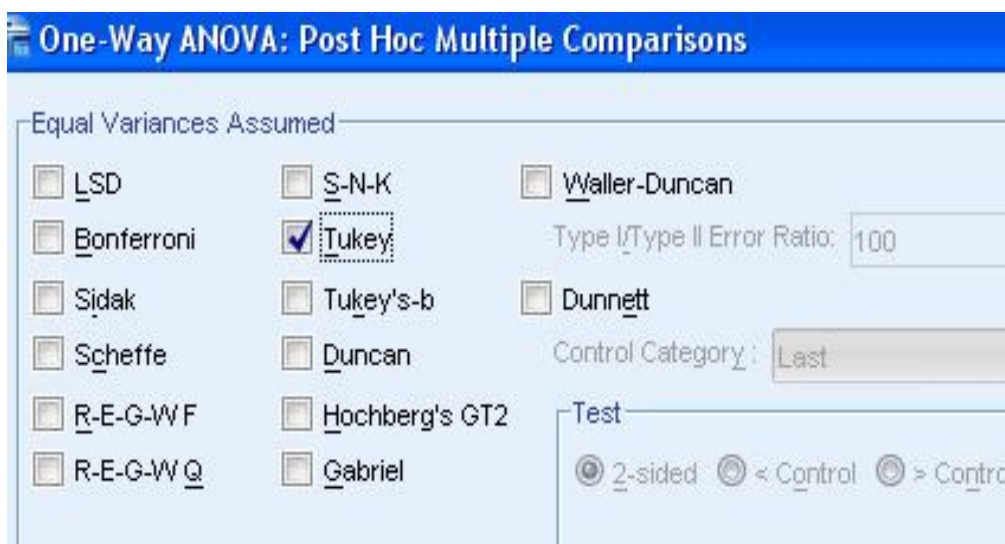 One-Way ANOVA: Post Hoc Multiple Comparisons
Equal Variances Assumed
LSD S-N-K Waller-Duncan
Bonferroni Tukey Type I/Type II Error Ratio: 100
Sidak Tukey's-b Dunnett
Scheffe Duncan Control Category : Last
R-E-G-W F Hochberg's GT2 Test
R-E-G-W Q Gabriel 2-sided < Control > Contro